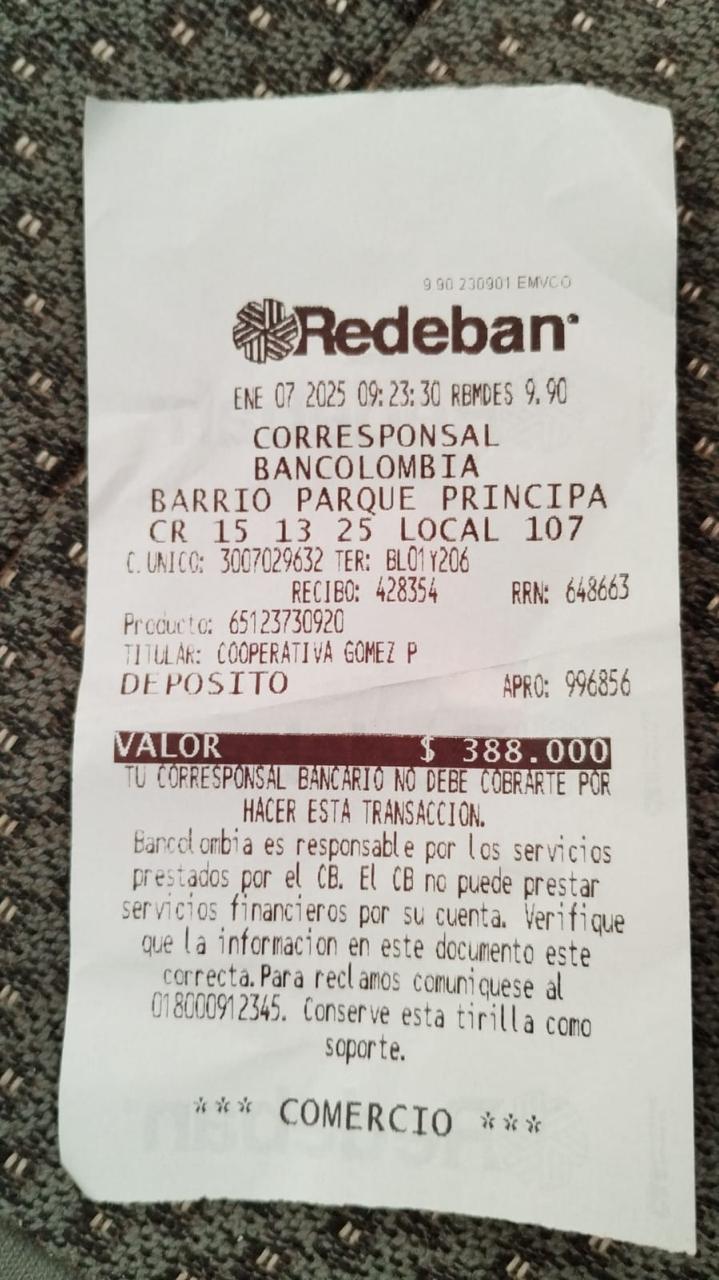 9.90 230901 EMVCO
Redeban
ENE 07 2025 09:23:30 RBMDES 9.90
CORRESPONSAL
BANCOLOMBIA
BARRIO PARQUE PRINCIPA
CR 15 13 25 LOCAL 107
C.UNICO: 3007029632 TER: BL01Y206
RECIBO: 428354 RRN: 648663
Producto: 65123730920
TITULAR: COOPERATIVA GOMEZ P
DEPOSITO APRO: 996856
VALOR $ 388.000
TU CORRESPONSAL BANCARIO NO DEBE COBRARTE POR
HACER ESTA TRANSACCION.
Bancolombia es responsable por los servicios
prestados por el CB. El CB no puede prestar
servicios financieros por su cuenta. Verifique
que la informacion en este documento este
correcta.Para reclamos comuniquese al
018000912345. Conserve esta tirilla como
soporte.
*** COMERCIO ***